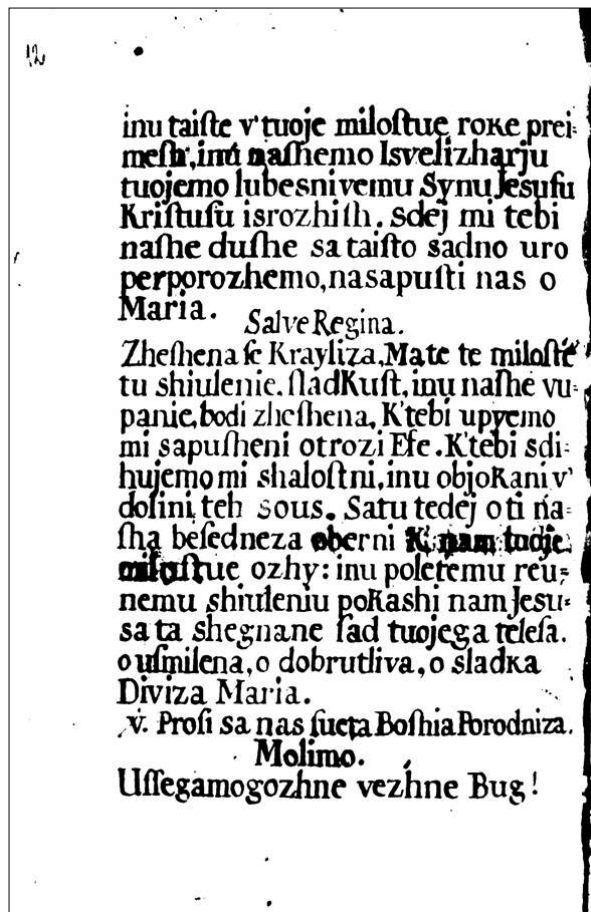 12
inu taiſte v'tuoje miloſtue roke prei:
meſh, inu naſhemo Isvelizharju
tuojemo lubesnivemu Synu Jesuſu
Kriſtuſu isrozhiſh. Sdej mi tebi
naſhe duſhe sa taiſto sadno uro
perporozhemo, nasapuſti nas o
Maria.
Salve Regina.
Zheſhena ſe Krayliza, Mate te miloſte
tu shiulenie, ſladkuſt, inu naſhe vu:
panie, bodi zheſhena, K'tebi upyemo
mi sapuſheni otrozi Eſe. K'tebi sdi:
hujemo mi shaloſtni, inu objokani v'
dolini teh sous. Satu tedej o ti na:
ſha beſedneza oberni K' nam tuoje
miloſtue ozhy: inu poletemu reu:
nemu shiuleniu pokashi nam Jesu:
sa ta shegnane ſad tuojega teleſa.
o uſmilena, o dobrutliva, o sladka
Diviza Maria.
v. Proſi sa nas ſueta Boſhia Porodniza.
Molimo.
Uſſegamogozhne vezhne Bug!